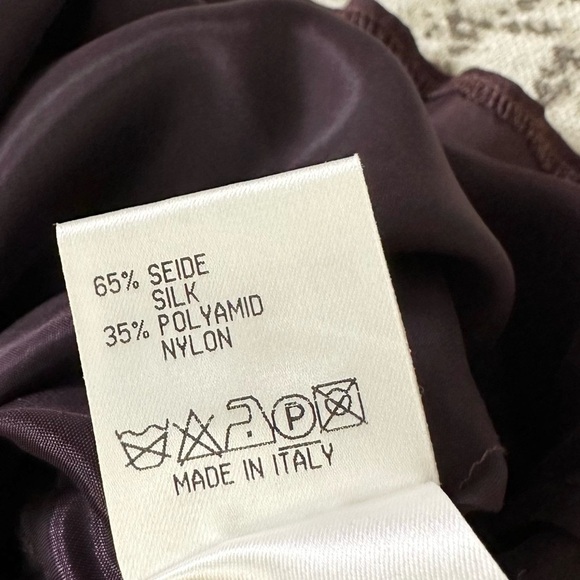 65% SEIDE
SILK
35% POLYAMID
NYLON
P
MADE IN ITALY